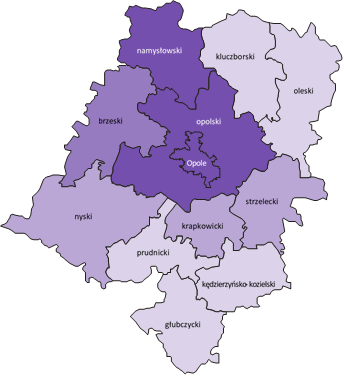 namysłowski
kluczborski
oleski
brzeski
opolski
Opole
strzelecki
nyski
krapkowicki
prudnicki
kędzierzyńsko- kozielski
głubczycki